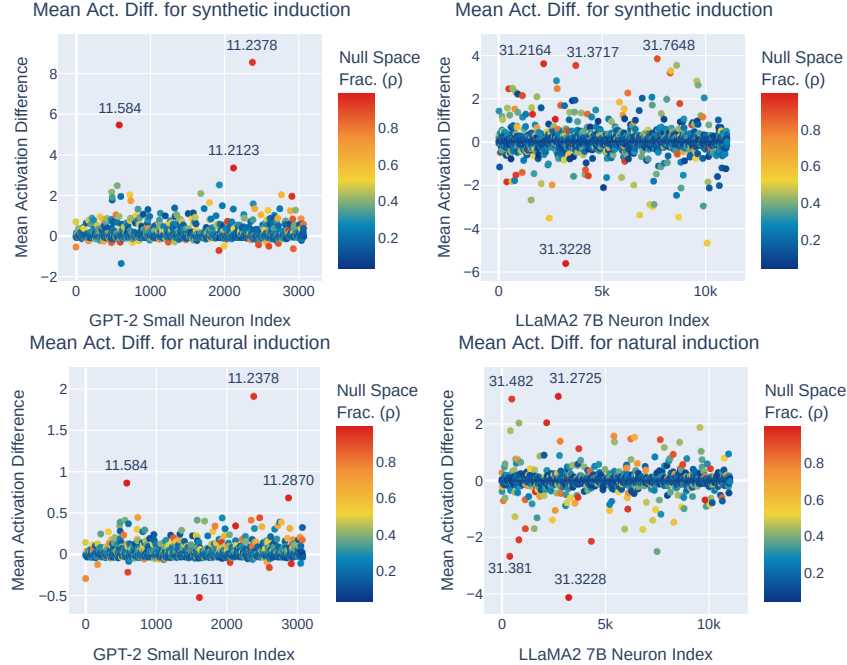 Mean Act. Diff. for synthetic induction
Mean Activation Difference
8
6
4
2
0
−2
11.2378
11.584
11.2123
0
1000
2000
3000
GPT-2 Small Neuron Index
Null Space
Frac. (ρ)
0.8
0.6
0.4
0.2
Mean Act. Diff. for synthetic induction
Mean Activation Difference
4
2
0
−2
−4
−6
31.2164
31.3717
31.7648
31.3228
0
5k
10k
LLaMA2 7B Neuron Index
Null Space
Frac. (ρ)
0.8
0.6
0.4
0.2
Mean Act. Diff. for natural induction
Mean Activation Difference
2
1.5
1
0.5
0
−0.5
11.2378
11.584
11.2870
11.1611
0
1000
2000
3000
GPT-2 Small Neuron Index
Null Space
Frac. (ρ)
0.8
0.6
0.4
0.2
Mean Act. Diff. for natural induction
Mean Activation Difference
2
0
−2
−4
31.482
31.2725
31.381
31.3228
0
5k
10k
LLaMA2 7B Neuron Index
Null Space
Frac. (ρ)
0.8
0.6
0.4
0.2